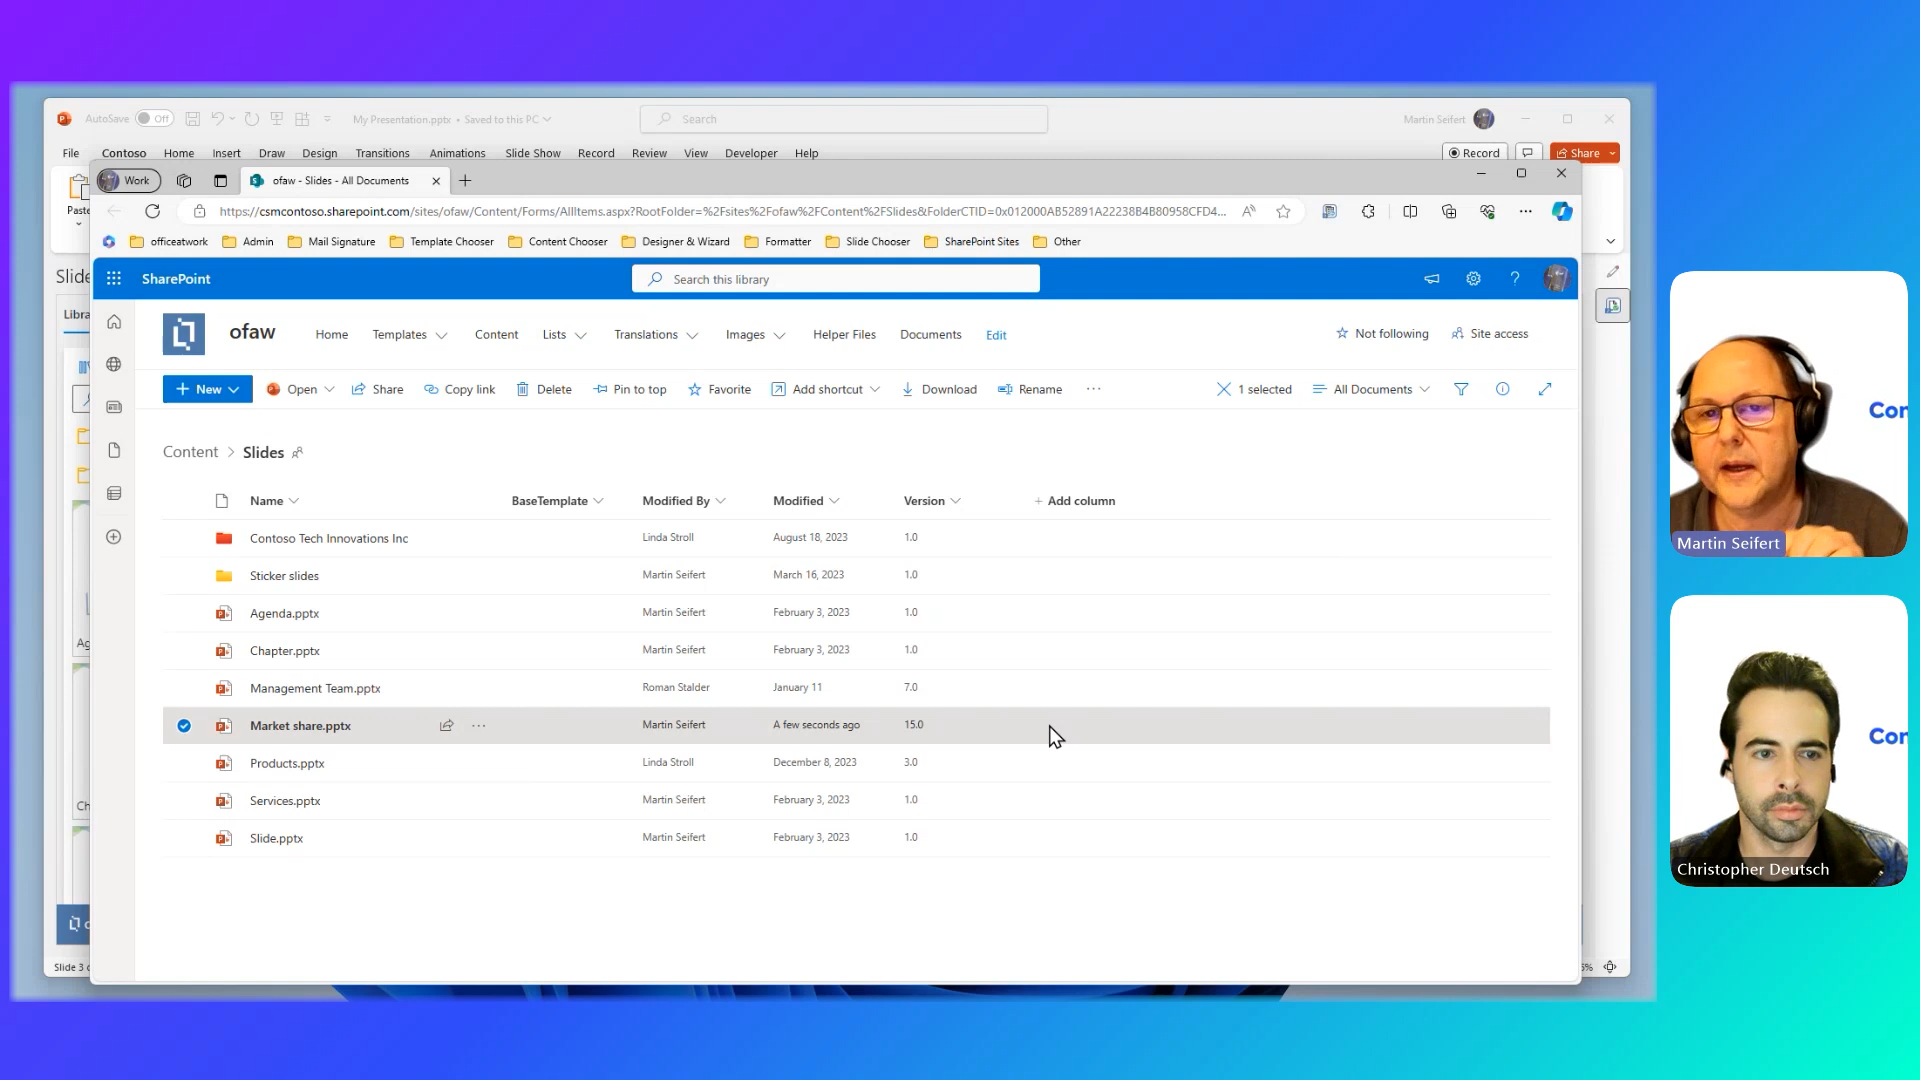 AutoSave Off My Presentation.pptx • Saved to this PC Search Martin Seifert
File Contoso Home Insert Draw Design Transitions Animations Slide Show Record Review View Developer Help Record Share
Paste
Work ofaw - Slides - All Documents
https://csmcontoso.sharepoint.com/sites/ofaw/Content/Forms/AllItems.aspx?RootFolder=%2Fsites%2Fofaw%2FContent%2FSlides&FolderCTID=0x012000AB52891A22238B4B80958CFD4...
officeatwork Admin Mail Signature Template Chooser Content Chooser Designer & Wizard Formatter Slide Chooser SharePoint Sites Other
Slide
Libra
SharePoint Search this library
ofaw Home Templates Content Lists Translations Images Helper Files Documents Edit Not following Site access
New Open Share Copy link Delete Pin to top Favorite Add shortcut Download Rename ... 1 selected All Documents
Content > Slides
Name BaseTemplate Modified By Modified Version + Add column
Contoso Tech Innovations Inc Linda Stroll August 18, 2023 1.0
Sticker slides Martin Seifert March 16, 2023 1.0
Agenda.pptx Martin Seifert February 3, 2023 1.0
Chapter.pptx Martin Seifert February 3, 2023 1.0
Management Team.pptx Roman Stalder January 11 7.0
Market share.pptx Martin Seifert A few seconds ago 15.0
Products.pptx Linda Stroll December 8, 2023 3.0
Services.pptx Martin Seifert February 3, 2023 1.0
Slide.pptx Martin Seifert February 3, 2023 1.0
Ag
Ch
Slide 3
5%
Con
Martin Seifert
Con
Christopher Deutsch